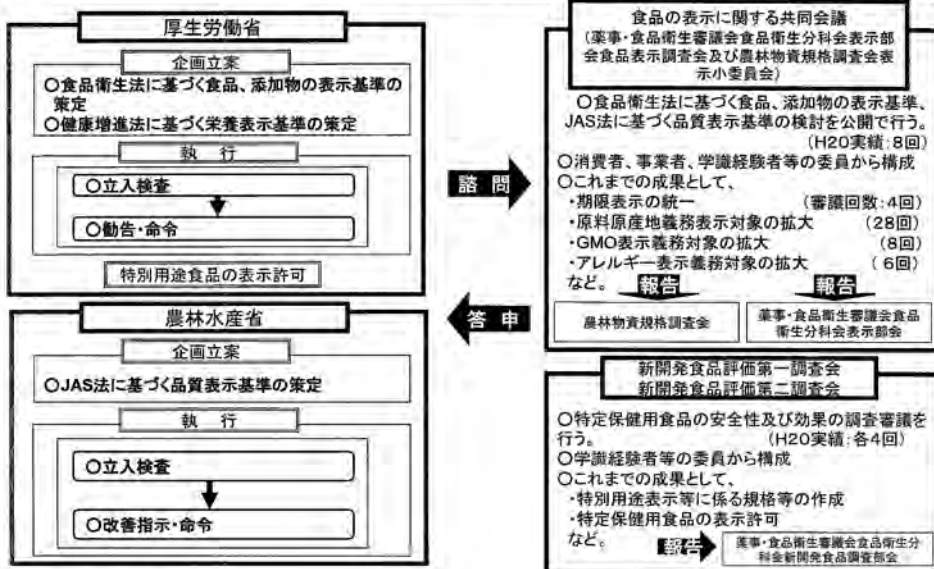 厚生労働省
企画立案
○食品衛生法に基づく食品、添加物の表示基準の
策定
○健康増進法に基づく栄養表示基準の策定
執 行
○立入検査
○勧告・命令
特別用途食品の表示許可
農林水産省
企画立案
○JAS法に基づく品質表示基準の策定
執 行
○立入検査
○改善指示・命令
諮 問
答 申
食品の表示に関する共同会議
(薬事・食品衛生審議会食品衛生分科会表示部
会食品表示調査会及び農林物資規格調査会表
示小委員会)
○食品衛生法に基づく食品、添加物の表示基準、
JAS法に基づく品質表示基準の検討を公開で行う。
(H20実績:8回)
○消費者、事業者、学識経験者等の委員から構成
○これまでの成果として、
・期限表示の統一 (審議回数:4回)
・原料原産地義務表示対象の拡大 (28回)
・GMO表示義務対象の拡大 (8回)
・アレルギー表示義務対象の拡大 (6回)
など。
報告
報告
農林物資規格調査会
薬事・食品衛生審議会食品
衛生分科会表示部会
新開発食品評価第一調査会
新開発食品評価第二調査会
○特定保健用食品の安全性及び効果の調査審議を
行う。 (H20実績:各4回)
○学識経験者等の委員から構成
○これまでの成果として、
・特別用途表示等に係る規格等の作成
・特定保健用食品の表示許可
など。
報告
薬事・食品衛生審議会食品衛生分
科会新開発食品調査部会